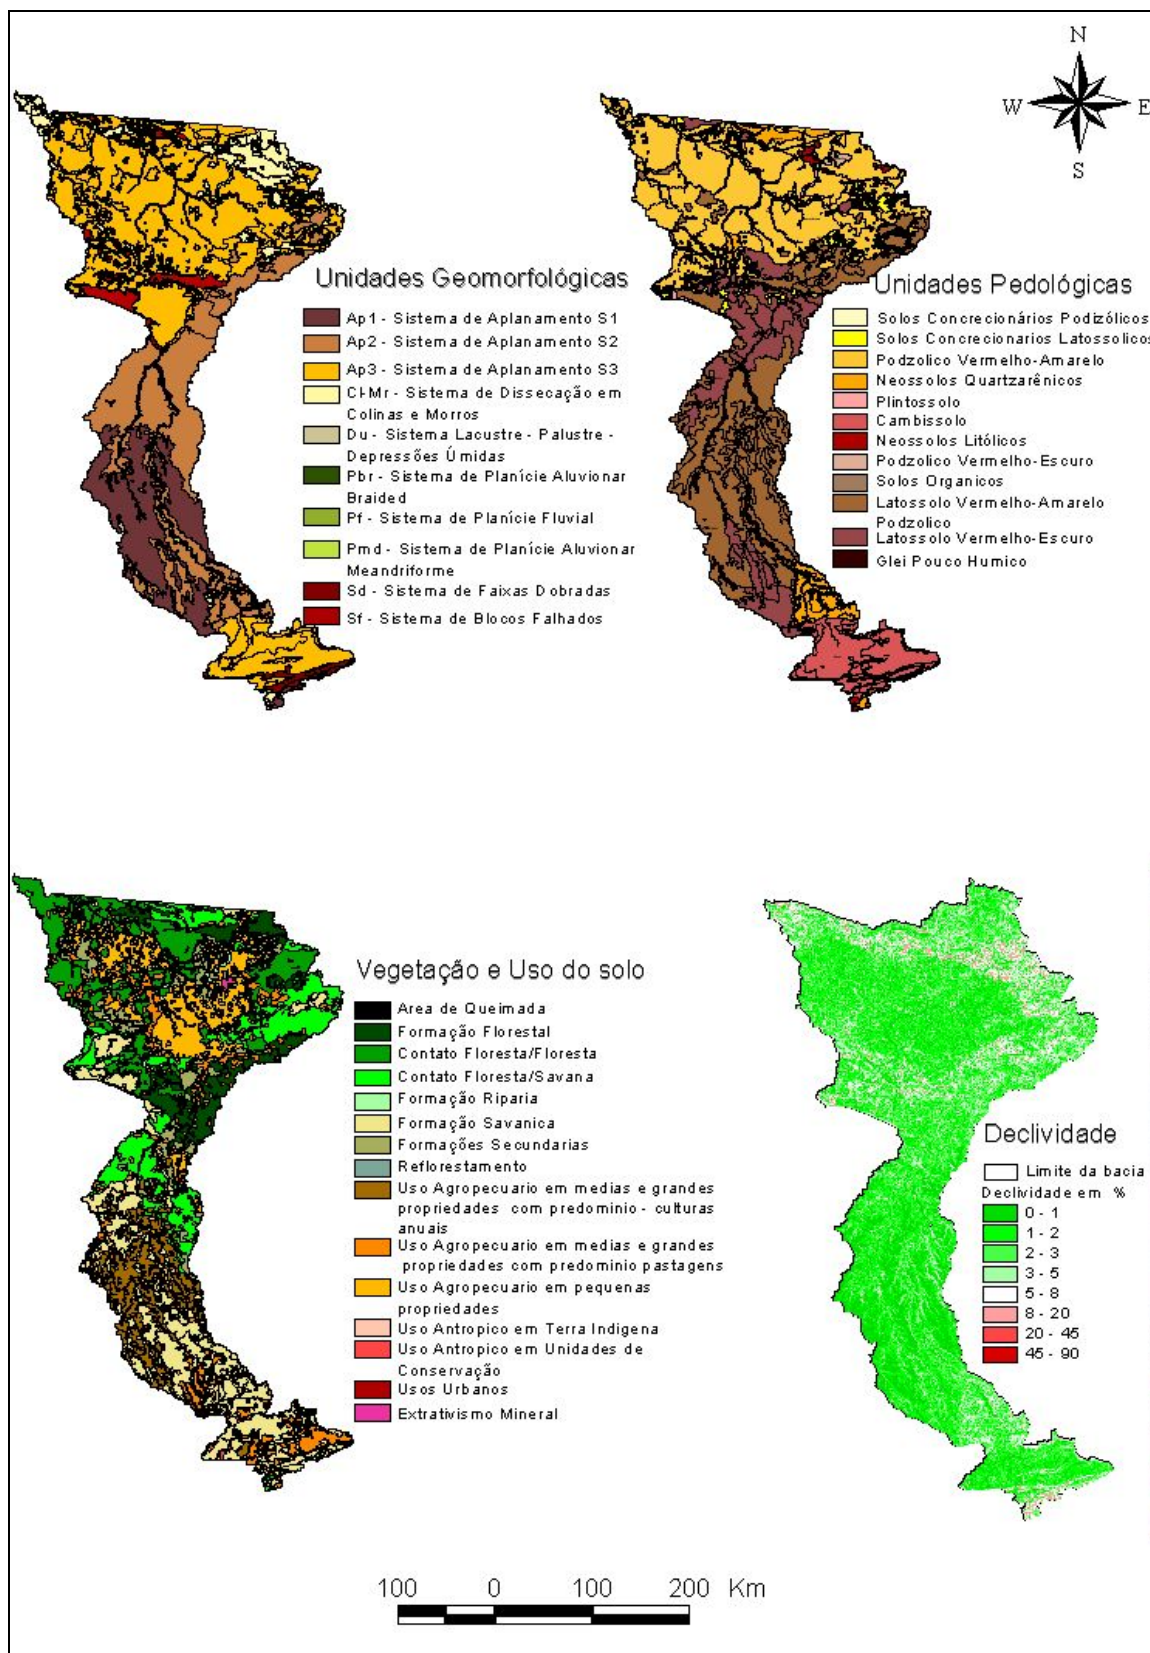 N
W E
S
Unidades Geomorfológicas
Ap1 - Sistema de Aplanamento S1
Ap2 - Sistema de Aplanamento S2
Ap3 - Sistema de Aplanamento S3
Cl-Mr - Sistema de Dissecação em
Colinas e Morros
Du - Sistema Lacustre - Palustre -
Depressões Úmidas
Pbr - Sistema de Planície Aluvionar
Braided
Pf - Sistema de Planície Fluvial
Pmd - Sistema de Planície Aluvionar
Meandriforme
Sd - Sistema de Faixas Dobradas
Sf - Sistema de Blocos Falhados
Unidades Pedológicas
Solos Concrecionários Podizólicos
Solos Concrecionarios Latossolicos
Podzolico Vermelho-Amarelo
Neossolos Quartzarênicos
Plintossolo
Cambissolo
Neossolos Litólicos
Podzolico Vermelho-Escuro
Solos Organicos
Latossolo Vermelho-Amarelo
Podzolico
Latossolo Vermelho-Escuro
Glei Pouco Humico
Vegetação e Uso do solo
Area de Queimada
Formação Florestal
Contato Floresta/Floresta
Contato Floresta/Savana
Formação Riparia
Formação Savanica
Formações Secundarias
Reflorestamento
Uso Agropecuario em medias e grandes
propriedades com predominio - culturas
anuais
Uso Agropecuario em medias e grandes
propriedades com predominio pastagens
Uso Agropecuario em pequenas
propriedades
Uso Antropico em Terra Indigena
Uso Antropico em Unidades de
Conservação
Usos Urbanos
Extrativismo Mineral
Declividade
Limite da bacia
Declividade em %
0 - 1
1 - 2
2 - 3
3 - 5
5 - 8
8 - 20
20 - 45
45 - 90
100 0 100 200 Km